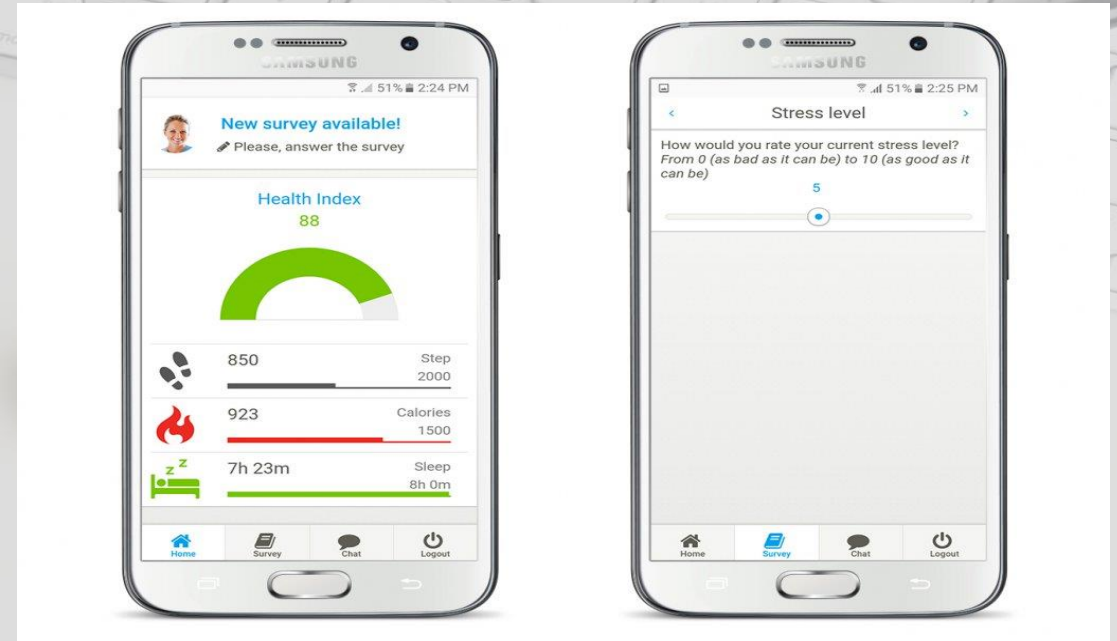 SAMSUNG
51% 2:24 PM
New survey available!
Please, answer the survey
Health Index
88
850 Step
2000
923 Calories
1500
z z
7h 23m Sleep
8h 0m
Home Survey Chat Logout
SAMSUNG
51% 2:25 PM
< Stress level >
How would you rate your current stress level?
From 0 (as bad as it can be) to 10 (as good as it
can be)
5
Home Survey Chat Logout